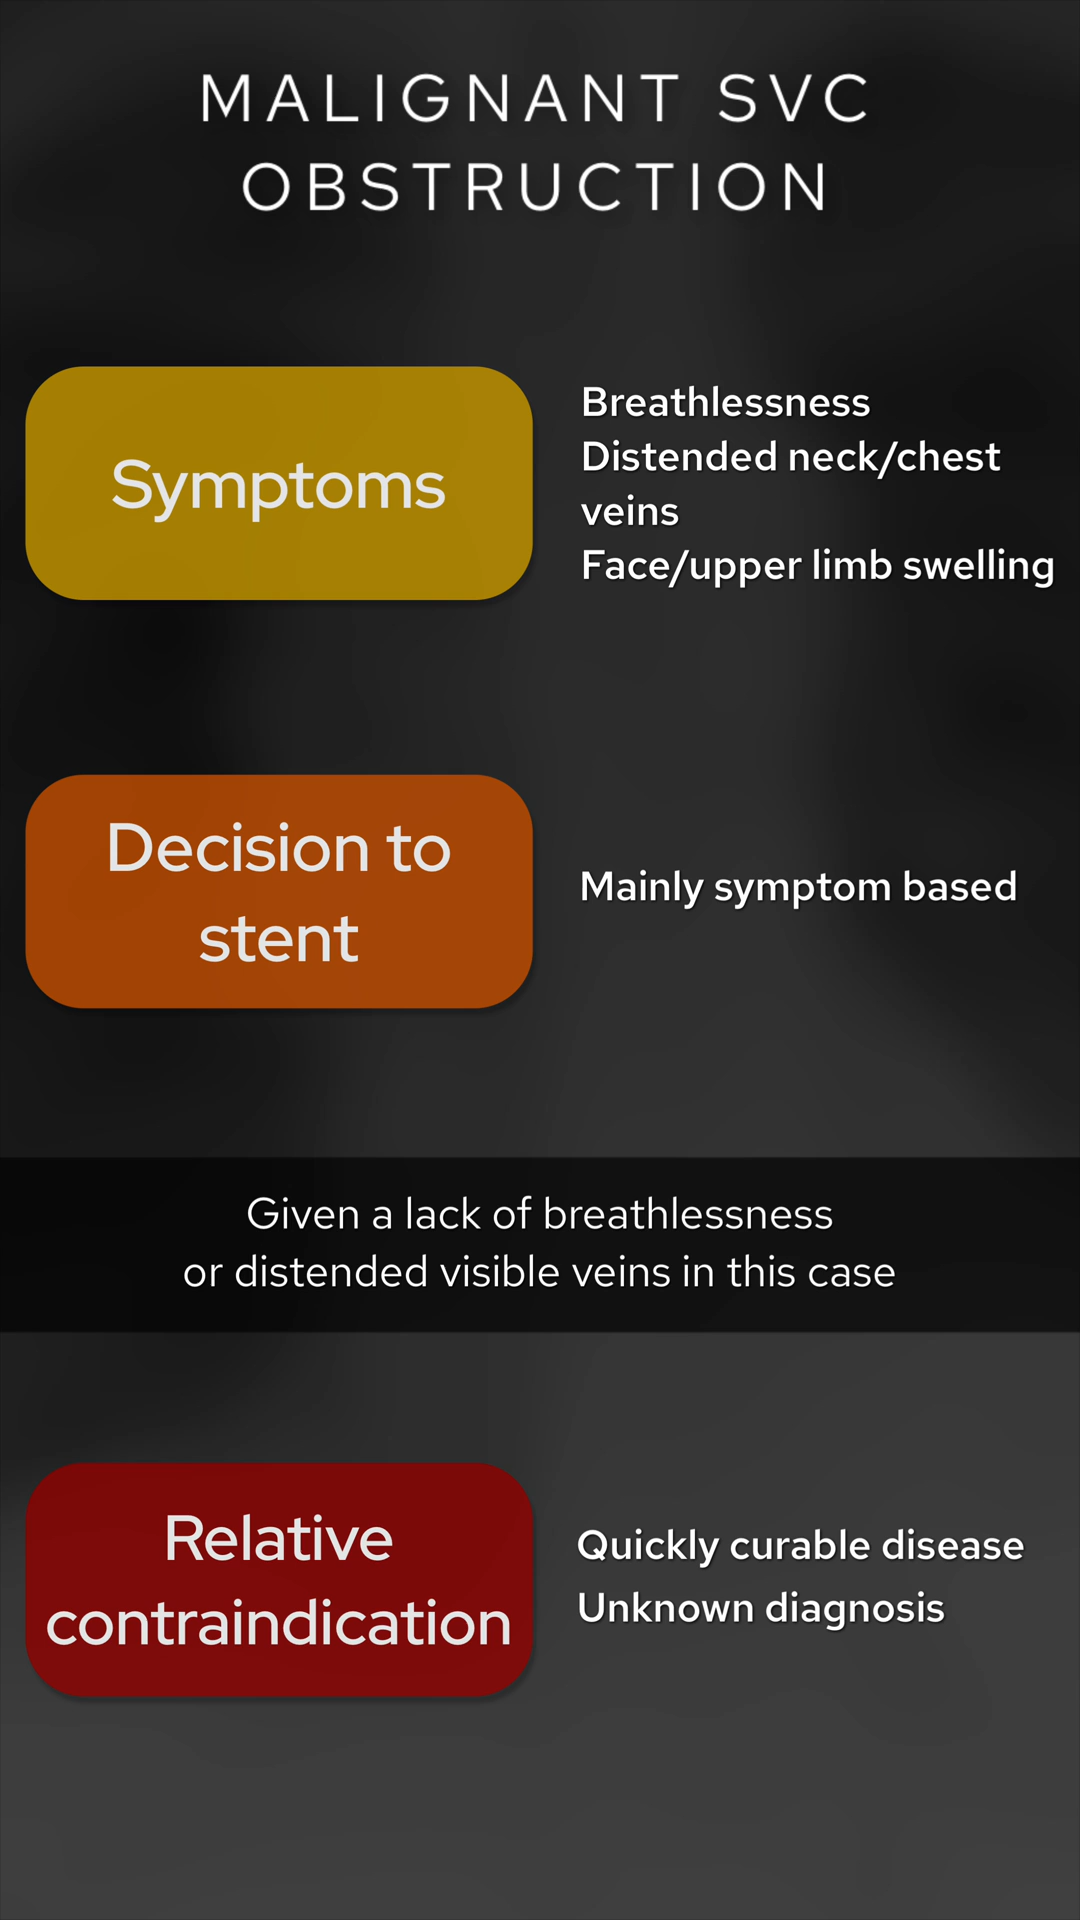 MALIGNANT SVC
OBSTRUCTION
Symptoms
Breathlessness
Distended neck/chest
veins
Face/upper limb swelling
Decision to
stent
Mainly symptom based
Given a lack of breathlessness
or distended visible veins in this case
Relative
contraindication
Quickly curable disease
Unknown diagnosis